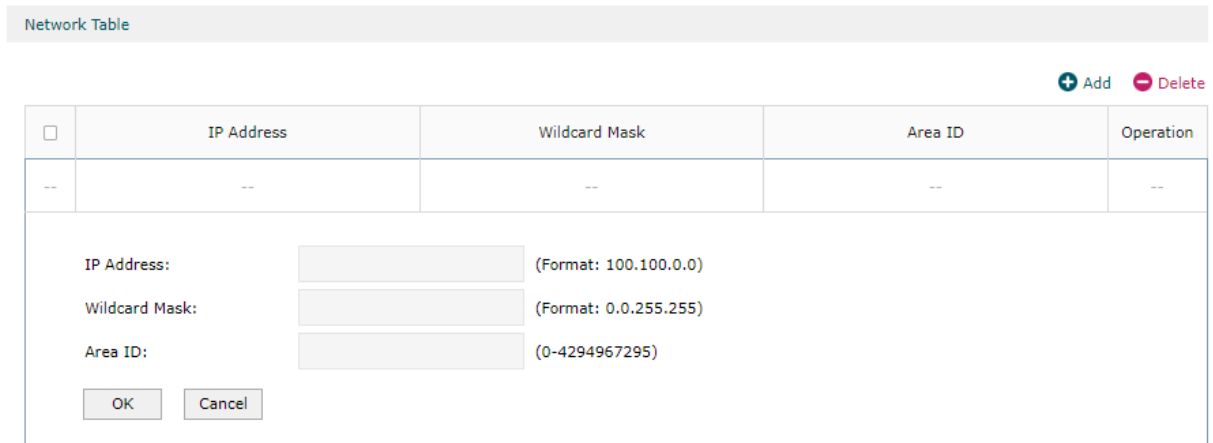 Network Table
Add Delete
IP Address Wildcard Mask Area ID Operation
-- -- -- -- --
IP Address: (Format: 100.100.0.0)
Wildcard Mask: (Format: 0.0.255.255)
Area ID: (0-4294967295)
OK Cancel